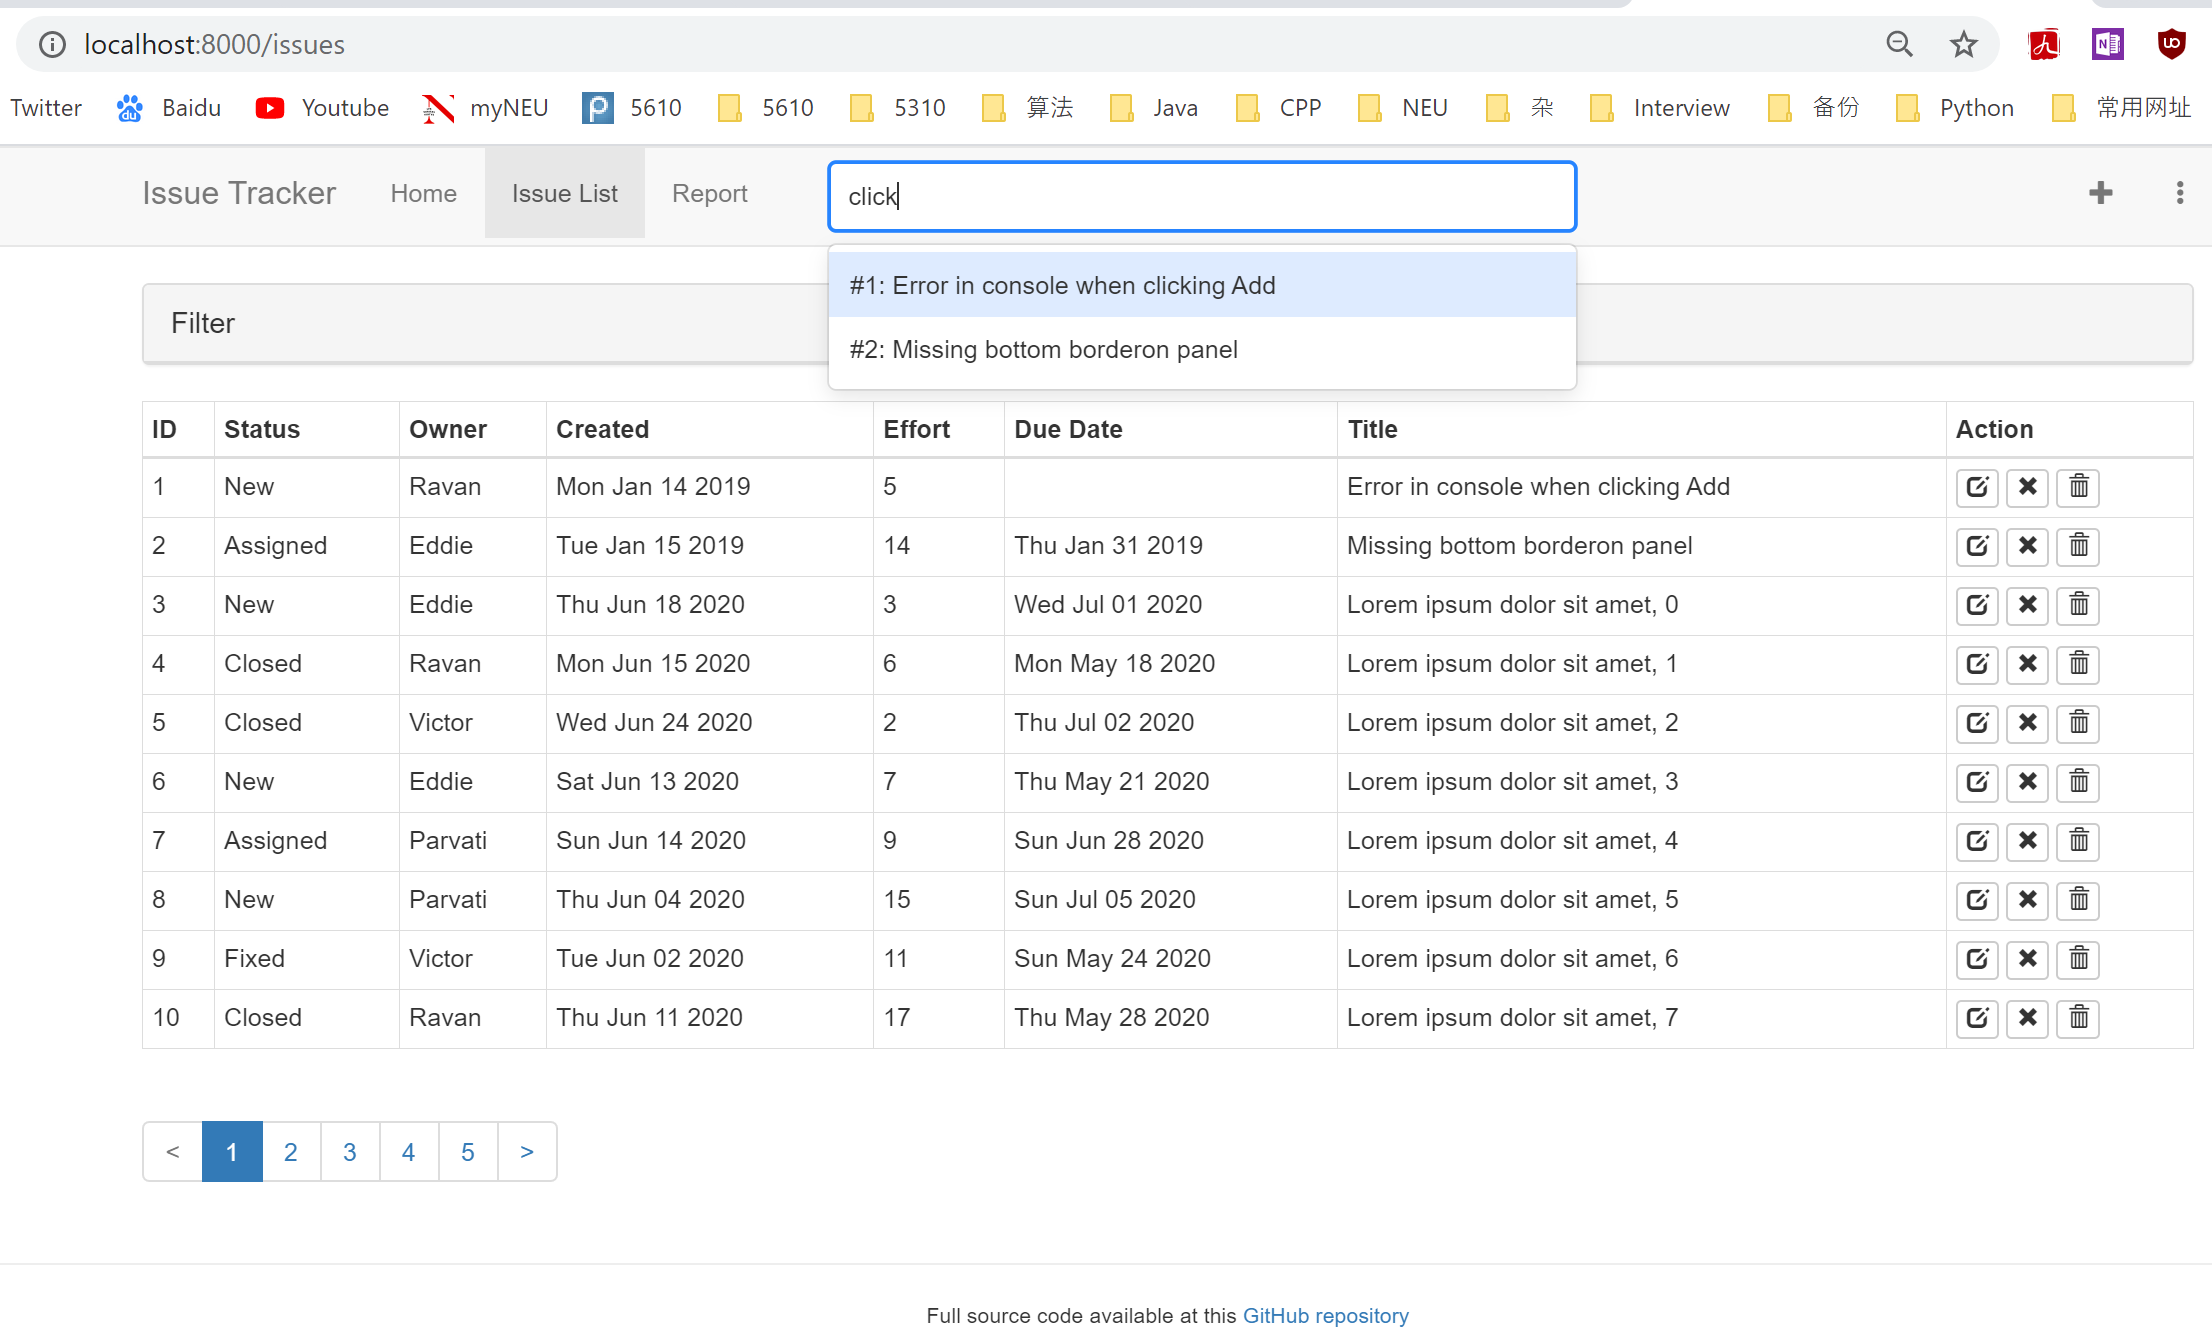 localhost:8000/issues
Twitter Baidu Youtube myNEU 5610 5610 5310 算法 Java CPP NEU 杂 Interview 备份 Python 常用网址
Issue Tracker Home Issue List Report click
#1: Error in console when clicking Add
#2: Missing bottom borderon panel
Filter
ID Status Owner Created Effort Due Date Title Action
1 New Ravan Mon Jan 14 2019 5 Error in console when clicking Add
2 Assigned Eddie Tue Jan 15 2019 14 Thu Jan 31 2019 Missing bottom borderon panel
3 New Eddie Thu Jun 18 2020 3 Wed Jul 01 2020 Lorem ipsum dolor sit amet, 0
4 Closed Ravan Mon Jun 15 2020 6 Mon May 18 2020 Lorem ipsum dolor sit amet, 1
5 Closed Victor Wed Jun 24 2020 2 Thu Jul 02 2020 Lorem ipsum dolor sit amet, 2
6 New Eddie Sat Jun 13 2020 7 Thu May 21 2020 Lorem ipsum dolor sit amet, 3
7 Assigned Parvati Sun Jun 14 2020 9 Sun Jun 28 2020 Lorem ipsum dolor sit amet, 4
8 New Parvati Thu Jun 04 2020 15 Sun Jul 05 2020 Lorem ipsum dolor sit amet, 5
9 Fixed Victor Tue Jun 02 2020 11 Sun May 24 2020 Lorem ipsum dolor sit amet, 6
10 Closed Ravan Thu Jun 11 2020 17 Thu May 28 2020 Lorem ipsum dolor sit amet, 7
< 1 2 3 4 5 >
Full source code available at this GitHub repository